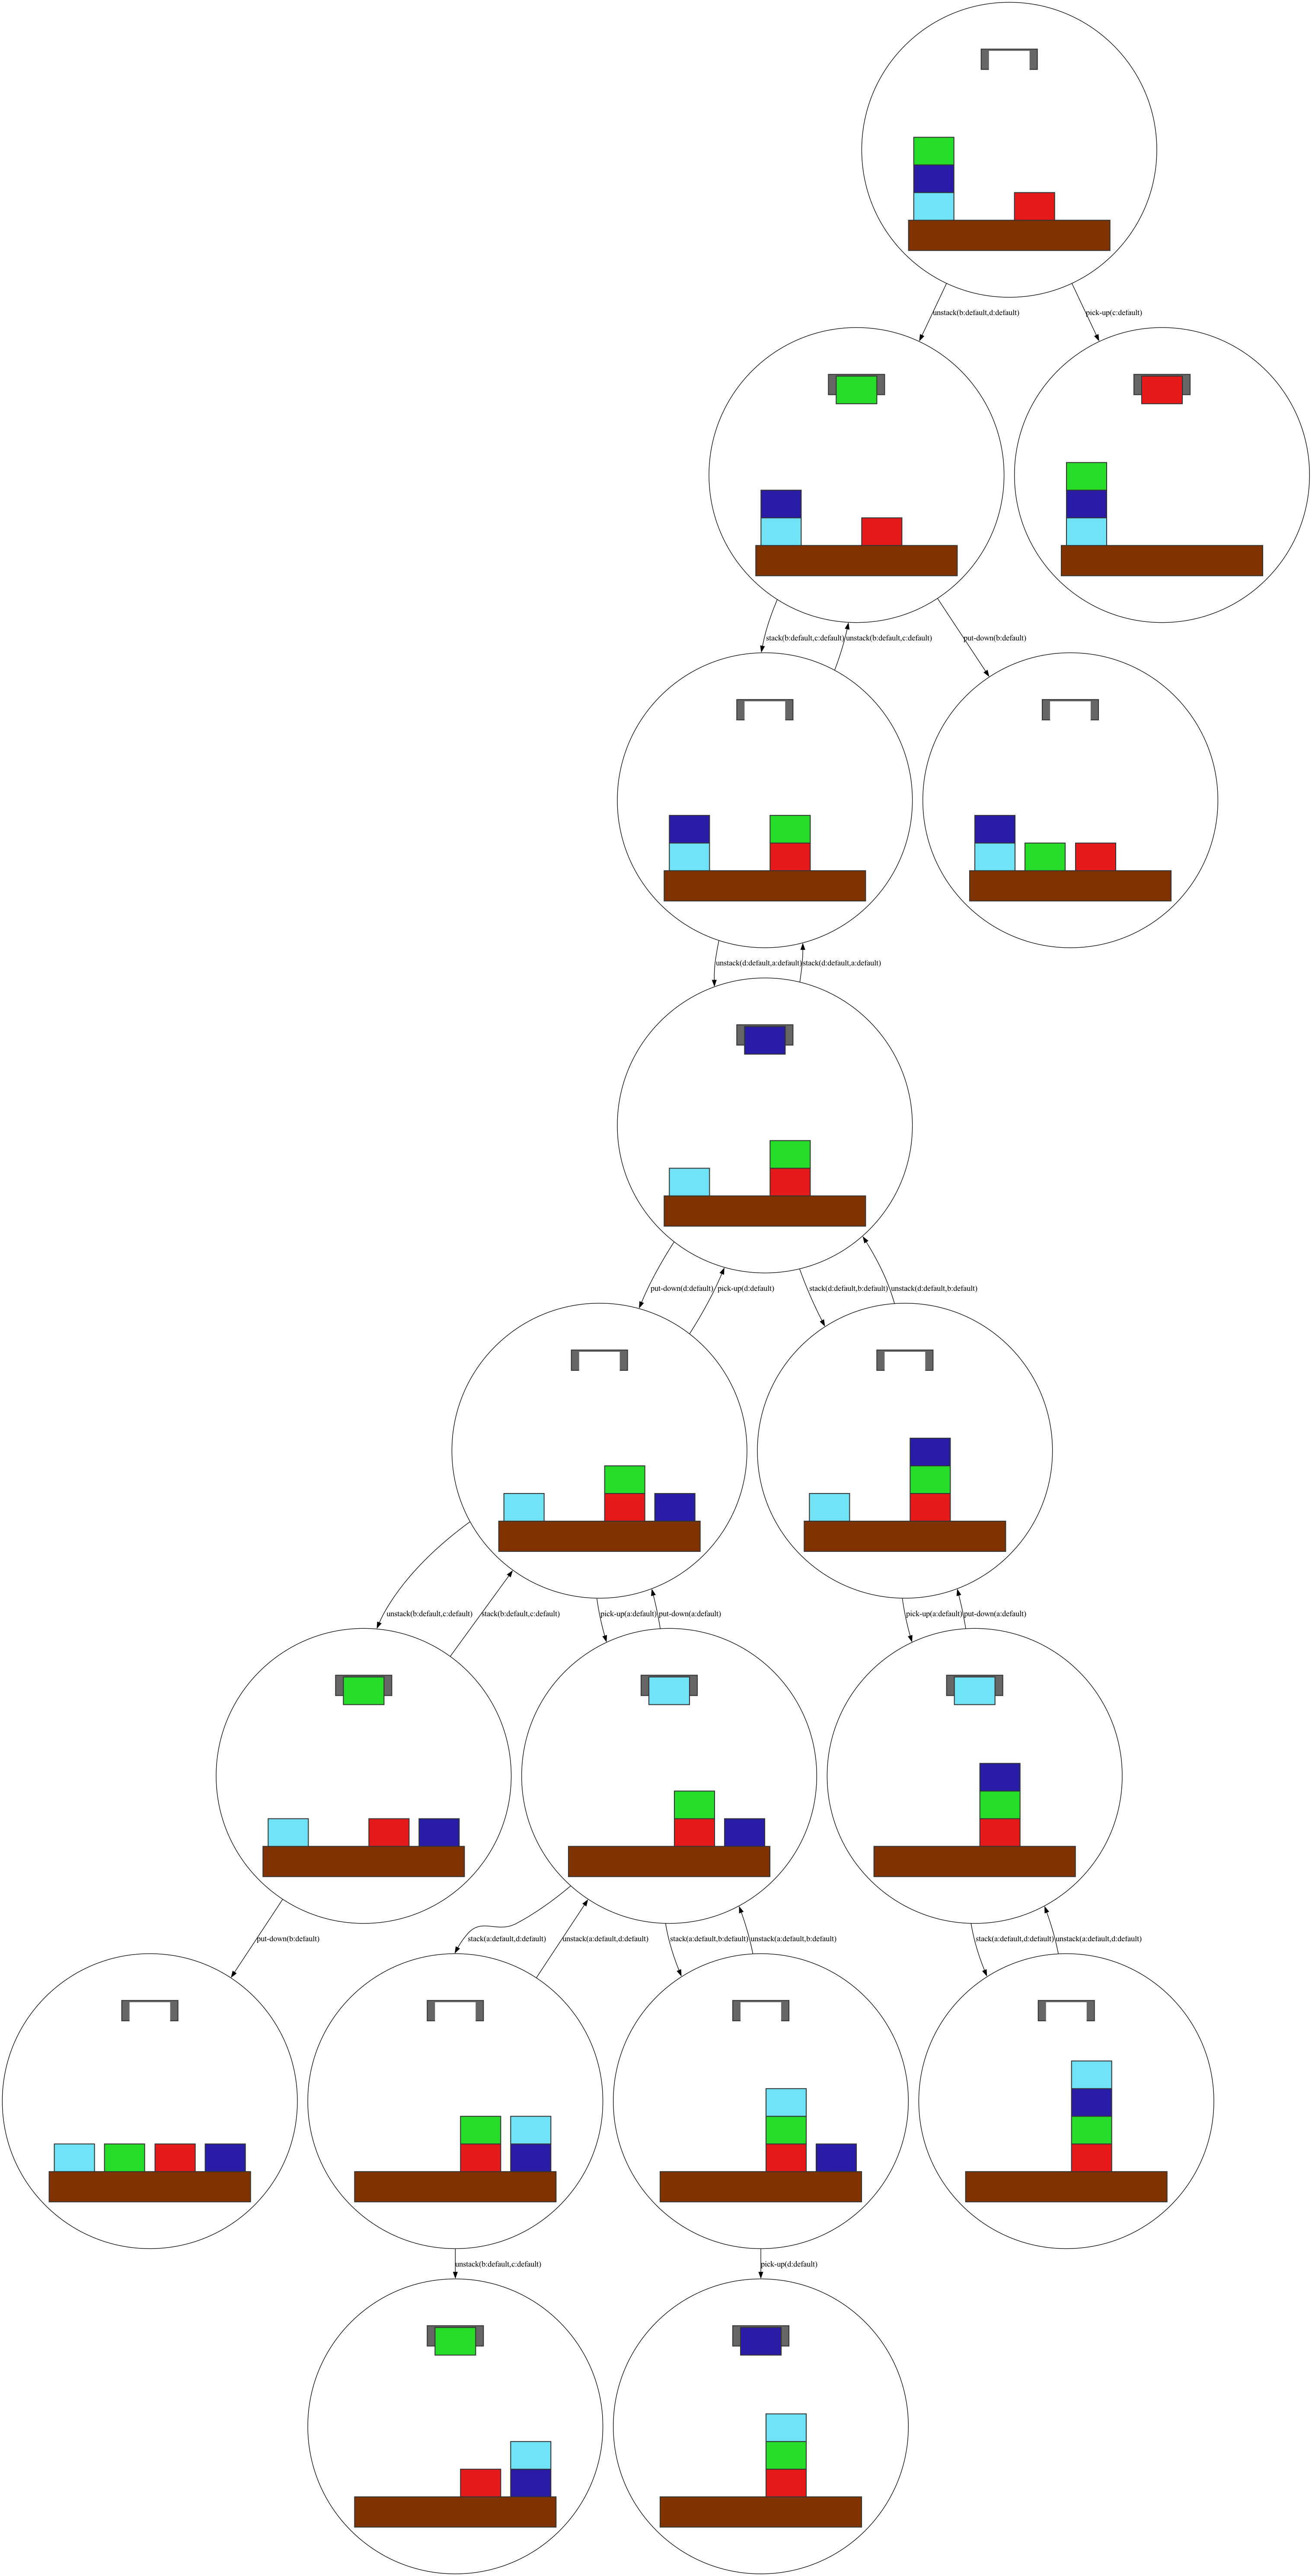 unstack(b:default,d:default)
pick-up(c:default)
stack(b:default,c:default)
unstack(b:default,c:default)
put-down(b:default)
unstack(d:default,a:default)
stack(d:default,a:default)
put-down(d:default)
pick-up(d:default)
stack(d:default,b:default)
unstack(d:default,b:default)
unstack(b:default,c:default)
stack(b:default,c:default)
pick-up(a:default)
put-down(a:default)
pick-up(a:default)
put-down(a:default)
put-down(b:default)
stack(a:default,d:default)
unstack(a:default,d:default)
stack(a:default,b:default)
unstack(a:default,b:default)
stack(a:default,d:default)
unstack(a:default,d:default)
unstack(b:default,c:default)
pick-up(d:default)